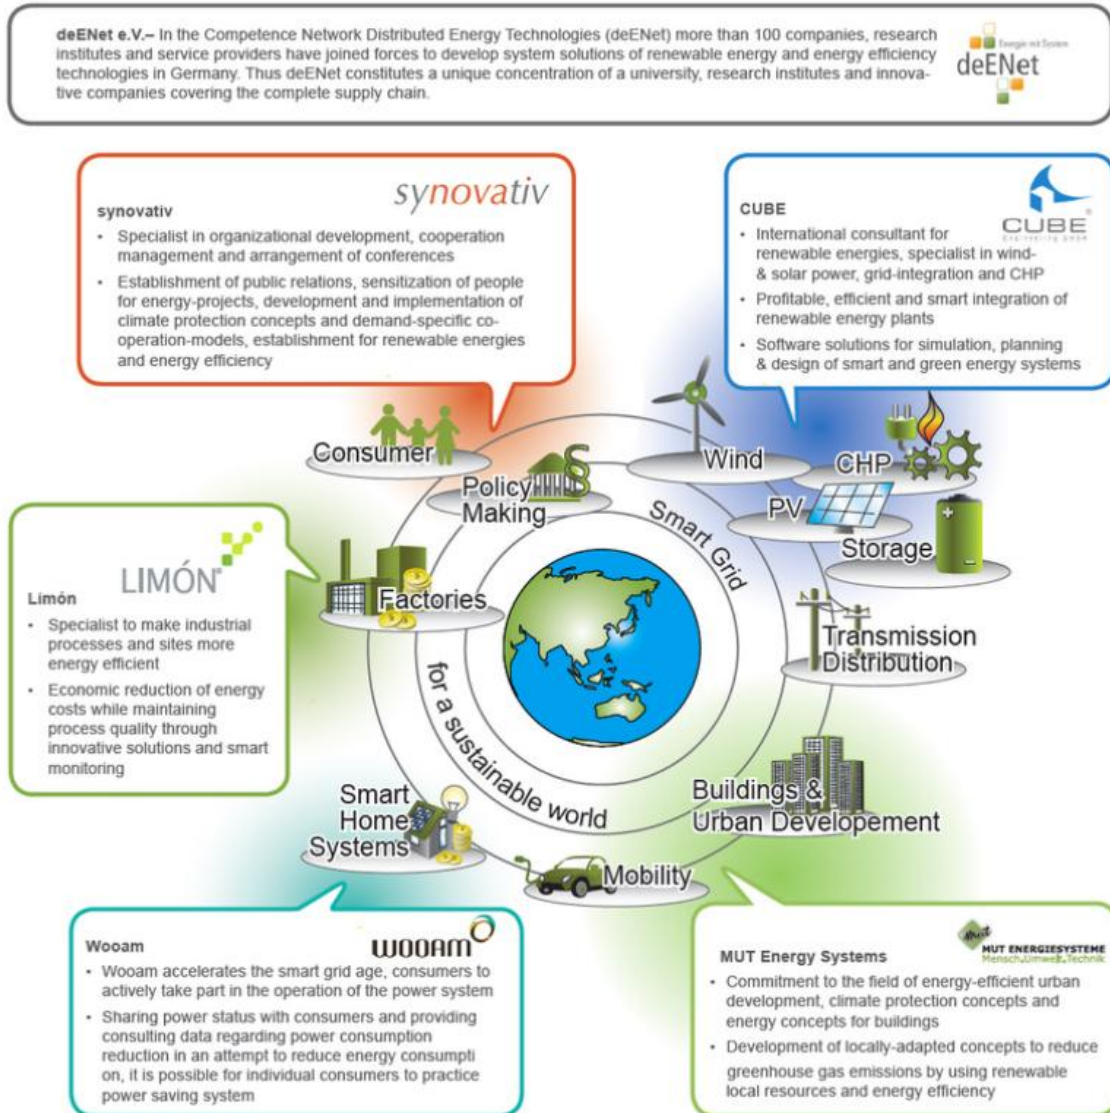 deENet e.V.– In the Competence Network Distributed Energy Technologies (deENet) more than 100 companies, research
institutes and service providers have joined forces to develop system solutions of renewable energy and energy efficiency
technologies in Germany. Thus deENet constitutes a unique concentration of a university, research institutes and innova-
tive companies covering the complete supply chain.
Energie mit System
deENet
synovativ
synovativ
• Specialist in organizational development, cooperation
management and arrangement of conferences
• Establishment of public relations, sensitization of people
for energy-projects, development and implementation of
climate protection concepts and demand-specific co-
operation-models, establishment for renewable energies
and energy efficiency
CUBE
Engineering GmbH
CUBE
• International consultant for
renewable energies, specialist in wind-
& solar power, grid-integration and CHP
• Profitable, efficient and smart integration of
renewable energy plants
• Software solutions for simulation, planning
& design of smart and green energy systems
Consumer
Policy
Making
Wind
CHP
PV
Storage
Smart Grid
for a sustainable world
Factories
Transmission
Distribution
LIMÓN®
Limón
• Specialist to make industrial
processes and sites more
energy efficient
• Economic reduction of energy
costs while maintaining
process quality through
innovative solutions and smart
monitoring
Smart
Home
Systems
Mobility
Buildings &
Urban Developement
WOOAM
Wooam
• Wooam accelerates the smart grid age, consumers to
actively take part in the operation of the power system
• Sharing power status with consumers and providing
consulting data regarding power consumption
reduction in an attempt to reduce energy consumpti
on, it is possible for individual consumers to practice
power saving system
Mut
MUT ENERGIESYSTEME
Mensch.Umwelt.Technik
MUT Energy Systems
• Commitment to the field of energy-efficient urban
development, climate protection concepts and
energy concepts for buildings
• Development of locally-adapted concepts to reduce
greenhouse gas emissions by using renewable
local resources and energy efficiency